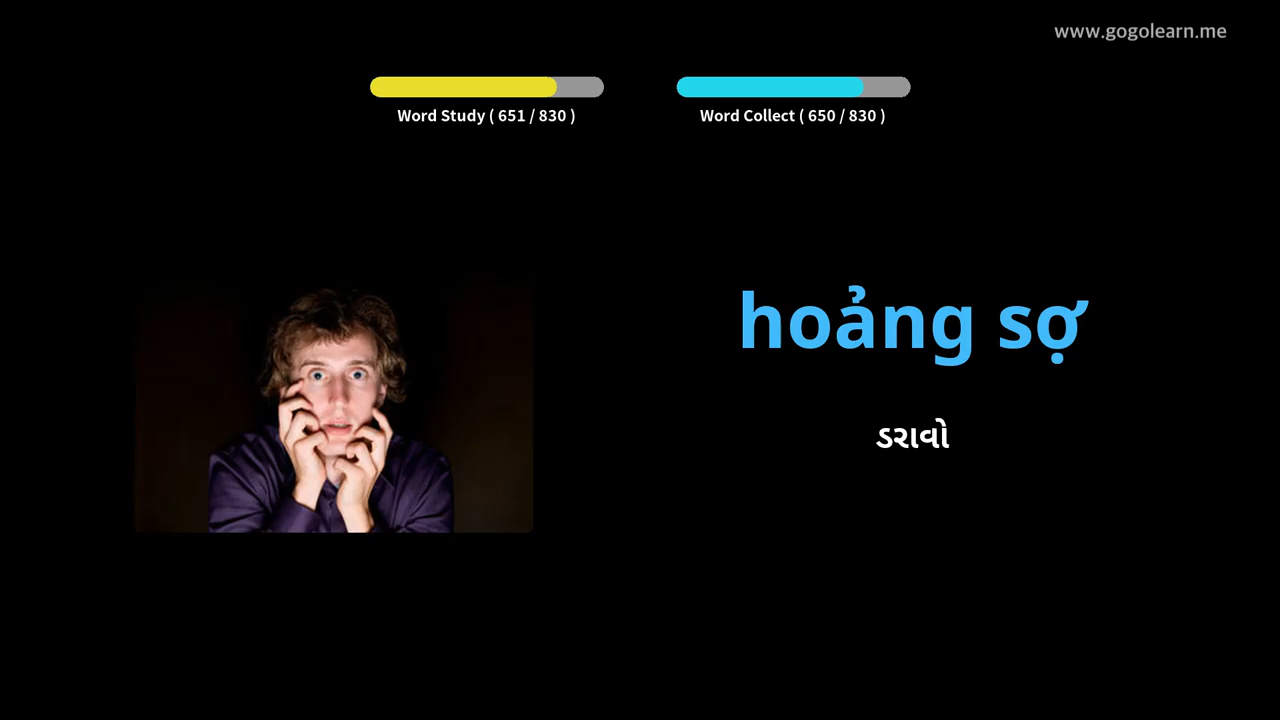 www.gogolearn.me
Word Study ( 651 / 830 )
Word Collect ( 650 / 830 )
hoảng sợ
ડરાવો